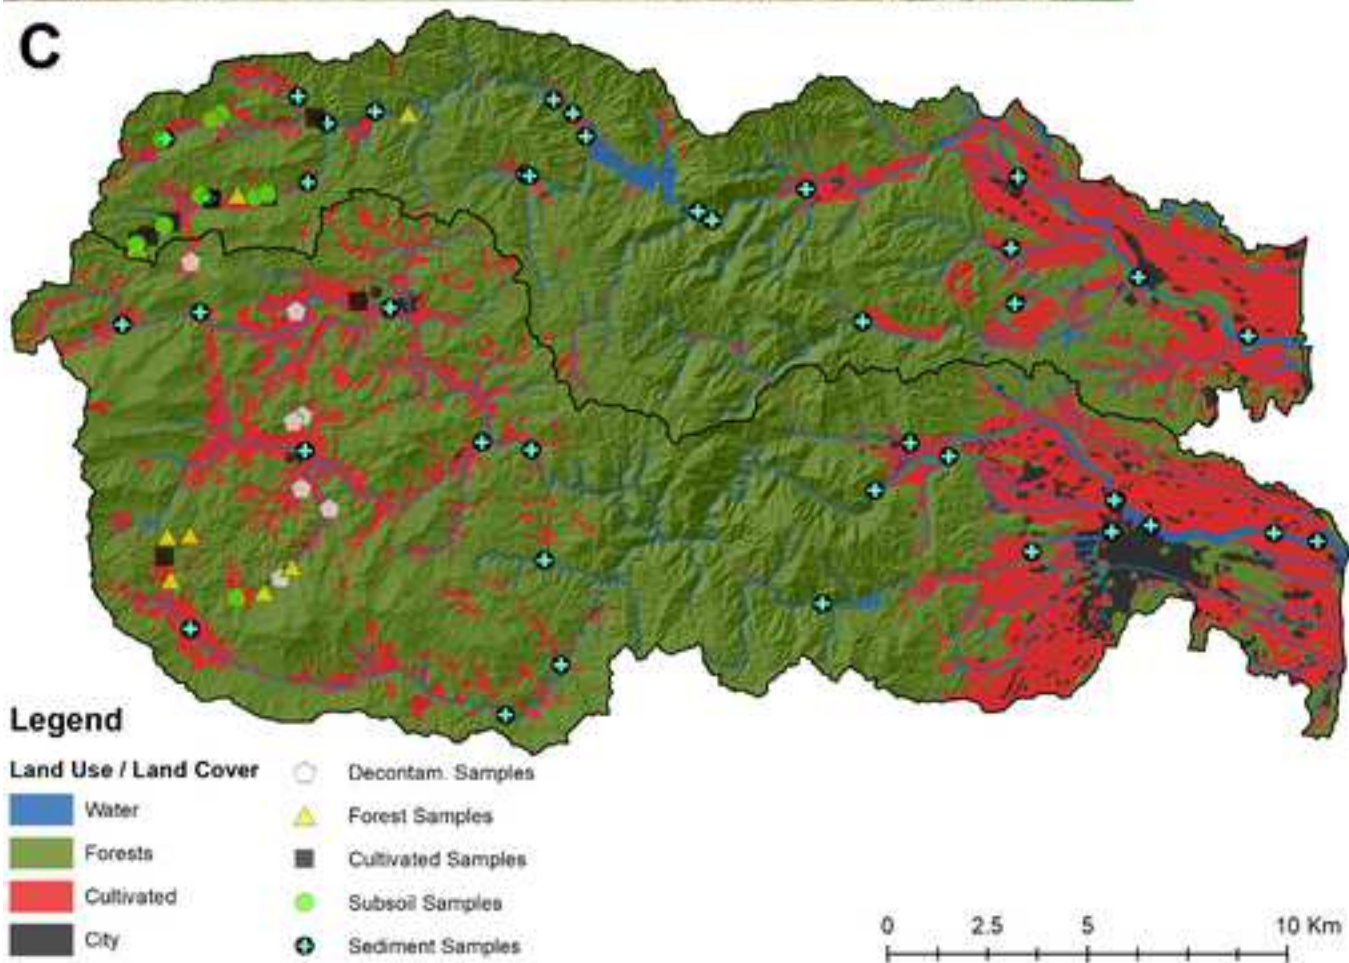 C
Legend
Land Use / Land Cover
Water
Forests
Cultivated
City
Decontam. Samples
Forest Samples
Cultivated Samples
Subsoil Samples
Sediment Samples
0 2.5 5 10 Km